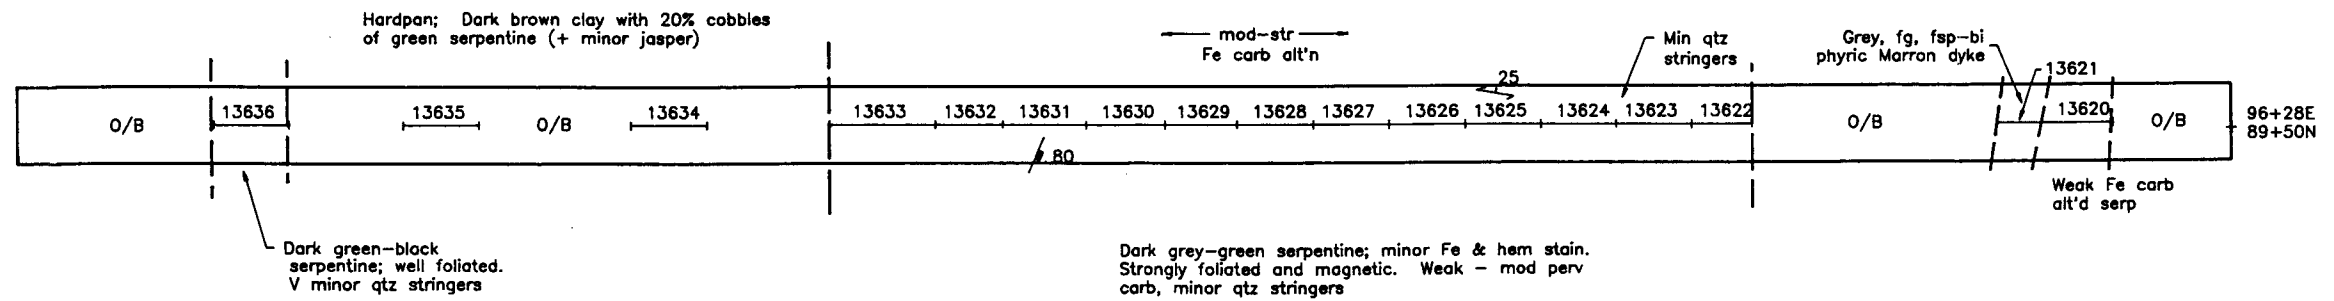 Hardpan; Dark brown clay with 20% cobbles
of green serpentine (+ minor jasper)
mod-str
Fe carb alt'n
Min qtz
stringers
Grey, fg, fsp-bi
phyric Marron dyke
25
13621
O/B
13636
13635
O/B
13634
13633
13632
13631
13630
13629
13628
13627
13626
13625
13624
13623
13622
O/B
13620
O/B
96+28E
89+50N
80
Weak Fe carb
alt'd serp
Dark green-black
serpentine; well foliated.
V minor qtz stringers
Dark grey-green serpentine; minor Fe & hem stain.
Strongly foliated and magnetic. Weak - mod perv
carb, minor qtz stringers